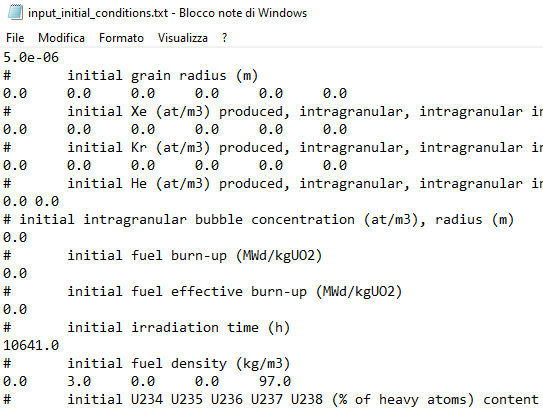 input_initial_conditions.txt - Blocco note di Windows
File Modifica Formato Visualizza ?
5.0e-06
# initial grain radius (m)
0.0 0.0 0.0 0.0 0.0 0.0
# initial Xe (at/m3) produced, intragranular, intragranular in
0.0 0.0 0.0 0.0 0.0 0.0
# initial Kr (at/m3) produced, intragranular, intragranular in
0.0 0.0 0.0 0.0 0.0 0.0
# initial He (at/m3) produced, intragranular, intragranular in
0.0 0.0
# initial intragranular bubble concentration (at/m3), radius (m)
0.0
# initial fuel burn-up (MWd/kgUO2)
0.0
# initial fuel effective burn-up (MWd/kgUO2)
0.0
# initial irradiation time (h)
10641.0
# initial fuel density (kg/m3)
0.0 3.0 0.0 0.0 97.0
# initial U234 U235 U236 U237 U238 (% of heavy atoms) content